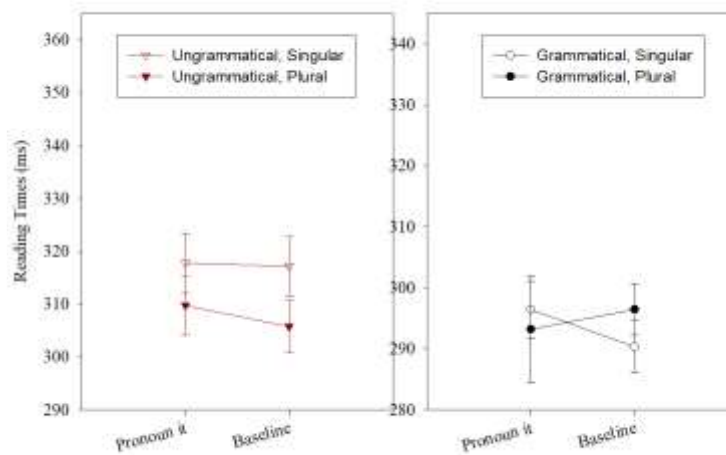 Reading Times (ms)
360
350
340
330
320
310
300
290
Ungrammatical, Singular
Ungrammatical, Plural
Pronoun it
Baseline
340
330
320
310
300
290
280
Grammatical, Singular
Grammatical, Plural
Pronoun it
Baseline